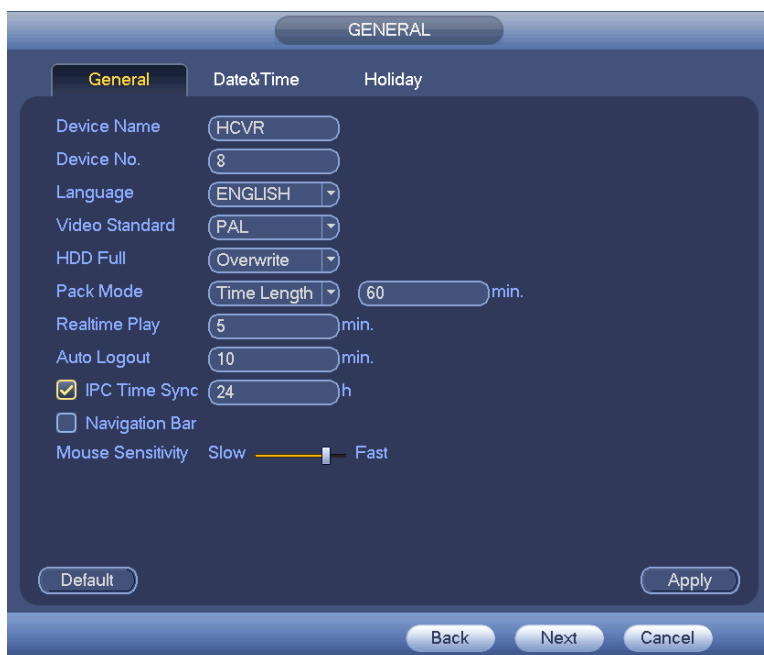 GENERAL
General Date&Time Holiday
Device Name HCVR
Device No. 8
Language ENGLISH
Video Standard PAL
HDD Full Overwrite
Pack Mode Time Length 60 min.
Realtime Play 5 min.
Auto Logout 10 min.
IPC Time Sync 24 h
Navigation Bar
Mouse Sensitivity Slow Fast
Default Apply
Back Next Cancel